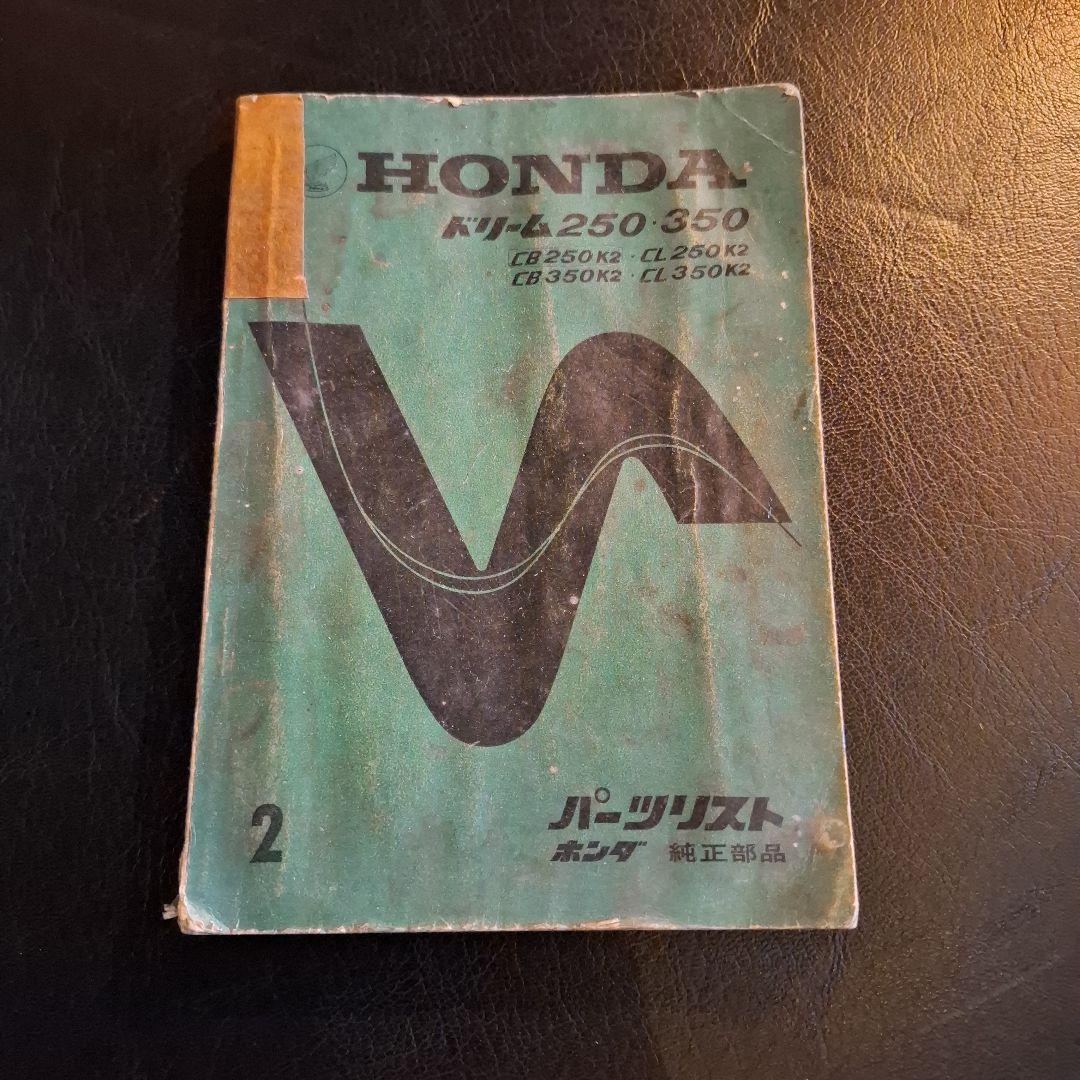 HONDA
ドリーム250・350
CB250K2・CL250K2
CB350K2・CL350K2
2
パーツリスト
ホンダ 純正部品